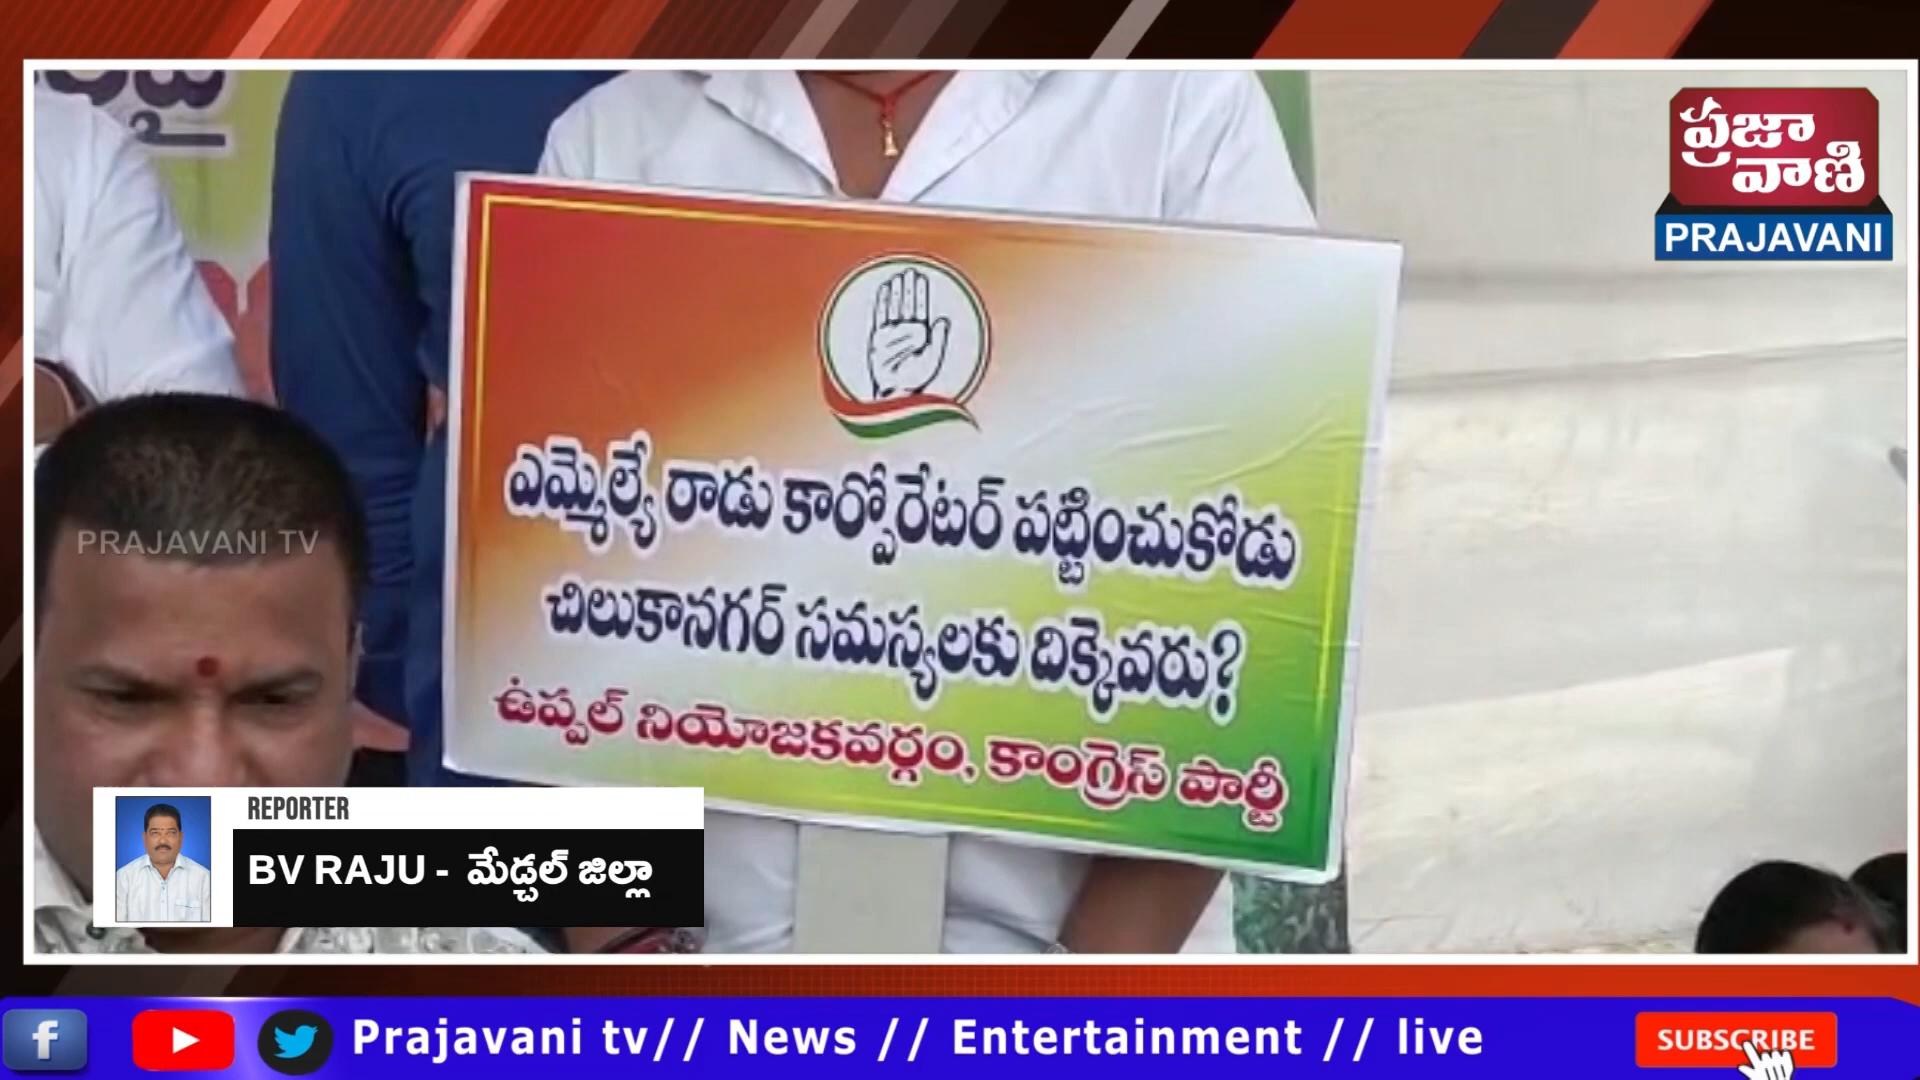 ప్రజా
వాణి
PRAJAVANI
ఎమ్మెల్యే రాడు కార్పోరేటర్ పట్టించుకోడు
చిలుకానగర్ సమస్యలకు దిక్కెవరు?
ఉప్పల్ నియోజకవర్గం, కాంగ్రెస్ పార్టీ
PRAJAVANI TV
REPORTER
BV RAJU - మేడ్చల్ జిల్లా
Prajavani tv// News // Entertainment // live
SUBSCRIBE